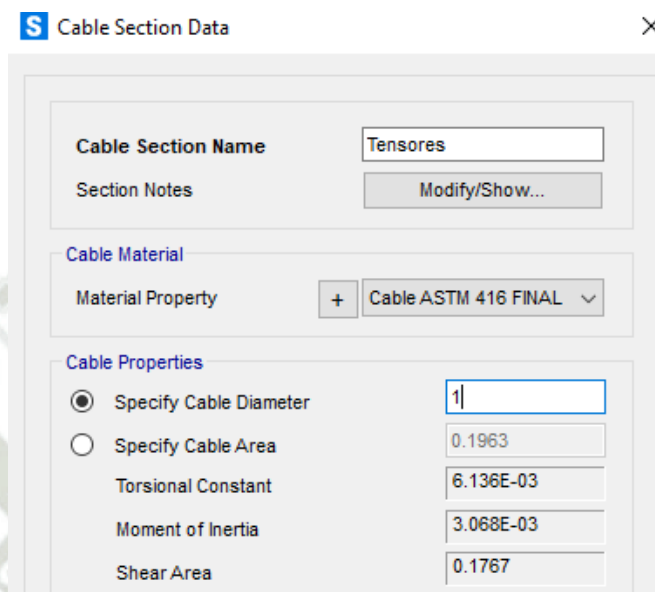 S Cable Section Data
Cable Section Name Tensores
Section Notes Modify/Show...
Cable Material
Material Property + Cable ASTM 416 FINAL
Cable Properties
Specify Cable Diameter 1
Specify Cable Area 0.1963
Torsional Constant 6.136E-03
Moment of Inertia 3.068E-03
Shear Area 0.1767